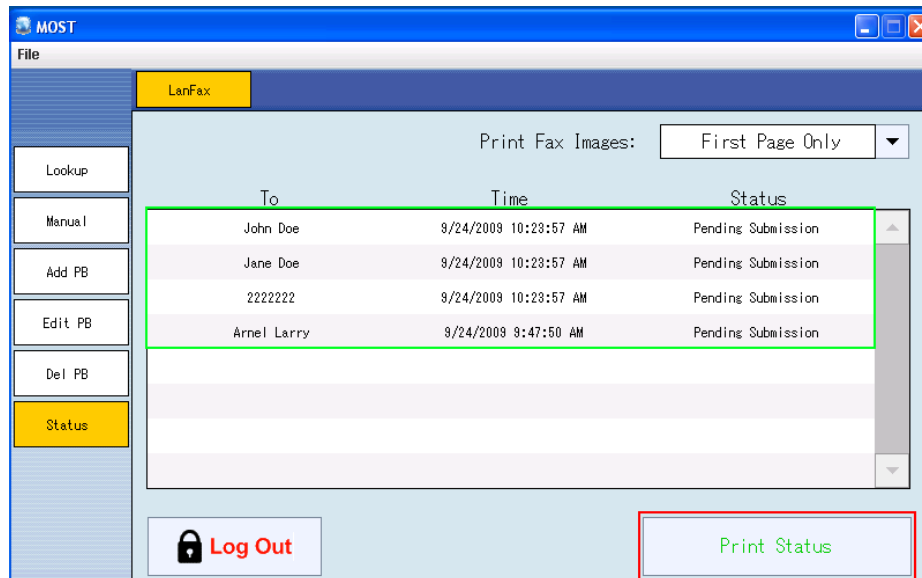 MOST
File
LanFax
Print Fax Images: First Page Only
Lookup
Manual
Add PB
Edit PB
Del PB
Status
To Time Status
John Doe 9/24/2009 10:23:57 AM Pending Submission
Jane Doe 9/24/2009 10:23:57 AM Pending Submission
2222222 9/24/2009 10:23:57 AM Pending Submission
Arnel Larry 9/24/2009 9:47:50 AM Pending Submission
Log Out
Print Status